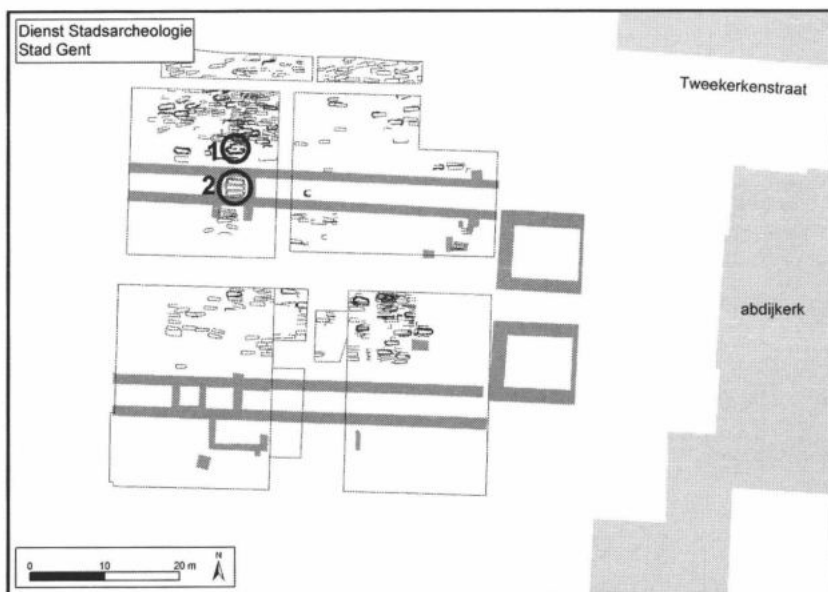 Dienst Stadsarcheologie
Stad Gent
Tweekerkenstraat
1
2
abdijkerk
N
0 10 20 m